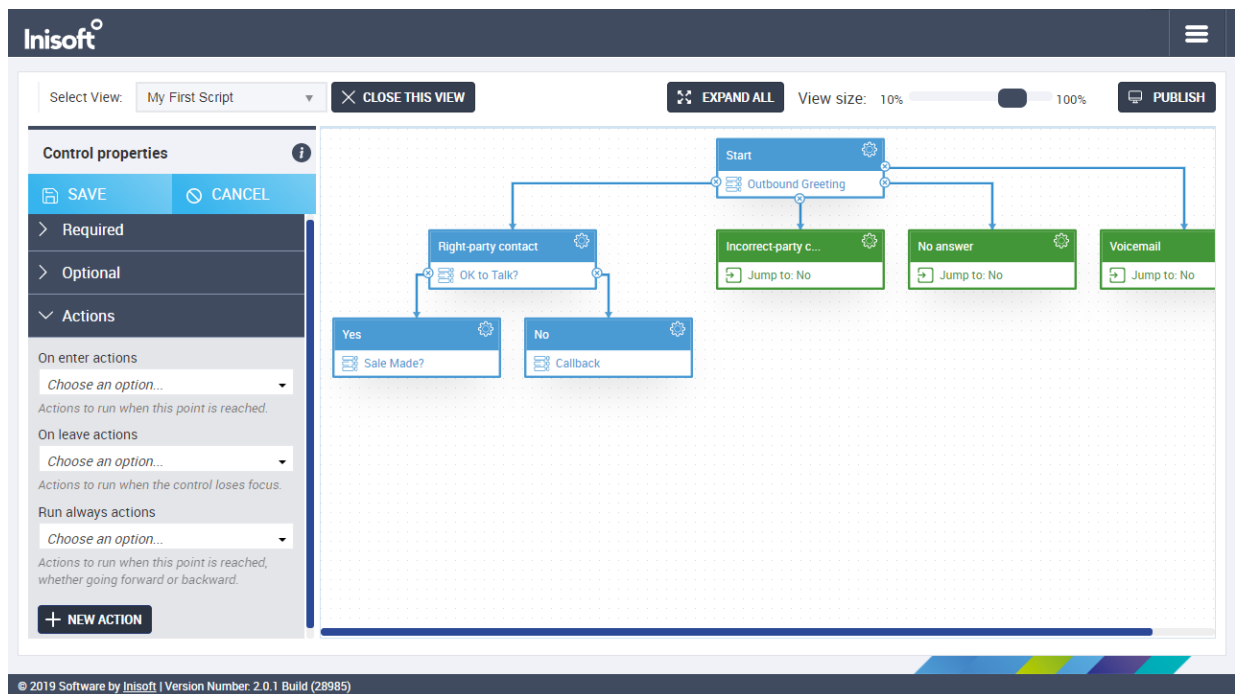 Inisoft
Select View:
My First Script
CLOSE THIS VIEW
EXPAND ALL
View size:
10%
100%
PUBLISH
Control properties
SAVE
CANCEL
Required
Optional
Actions
On enter actions
Choose an option...
Actions to run when this point is reached.
On leave actions
Choose an option...
Actions to run when the control loses focus.
Run always actions
Choose an option...
Actions to run when this point is reached,
whether going forward or backward.
NEW ACTION
Start
Outbound Greeting
Right-party contact
OK to Talk?
Incorrect-party c...
Jump to: No
No answer
Jump to: No
Voicemail
Jump to: No
Yes
Sale Made?
No
Callback
© 2019 Software by Inisoft | Version Number: 2.0.1 Build (28985)